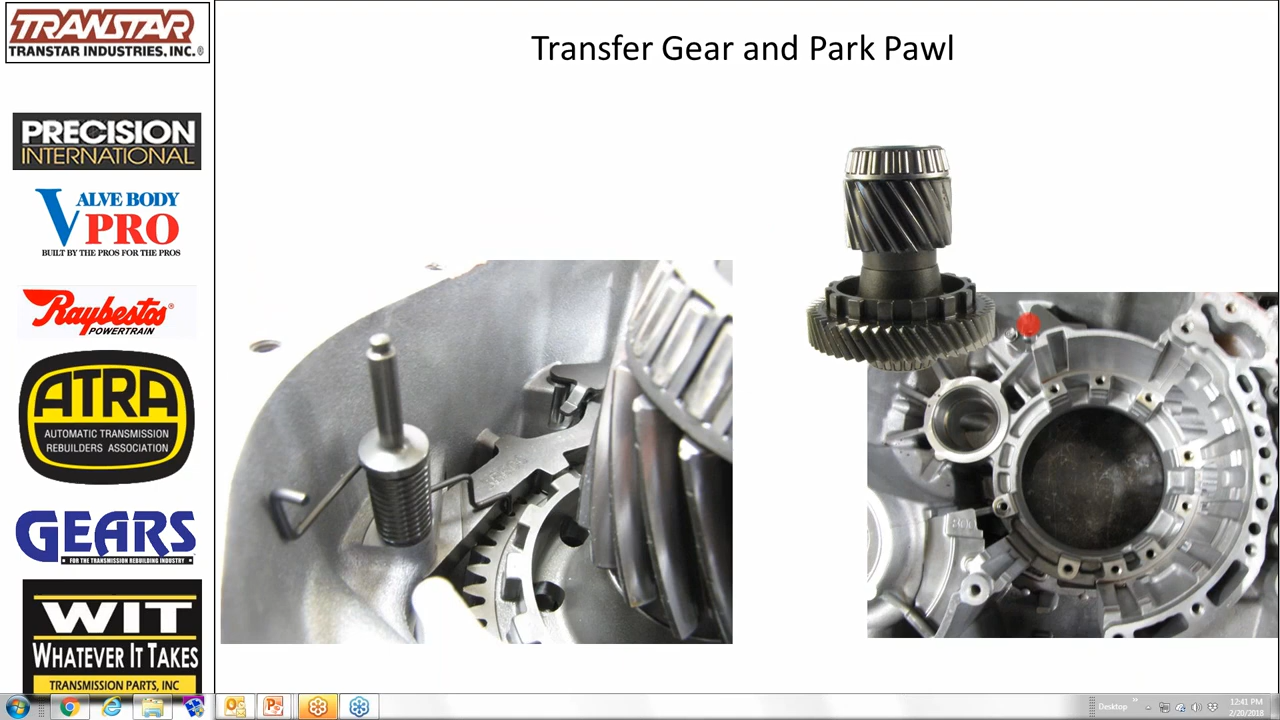 TRANSTAR
TRANSTAR INDUSTRIES, INC.®
Transfer Gear and Park Pawl
PRECISION
INTERNATIONAL
VALVE BODY
PRO
BUILT BY THE PROS FOR THE PROS
Raybestos®
POWERTRAIN
ATRA
AUTOMATIC TRANSMISSION
REBUILDERS ASSOCIATION
GEARS
FOR THE TRANSMISSION REBUILDING INDUSTRY
WIT
WHATEVER IT TAKES
TRANSMISSION PARTS, INC
Desktop
12:41 PM
2/20/2018